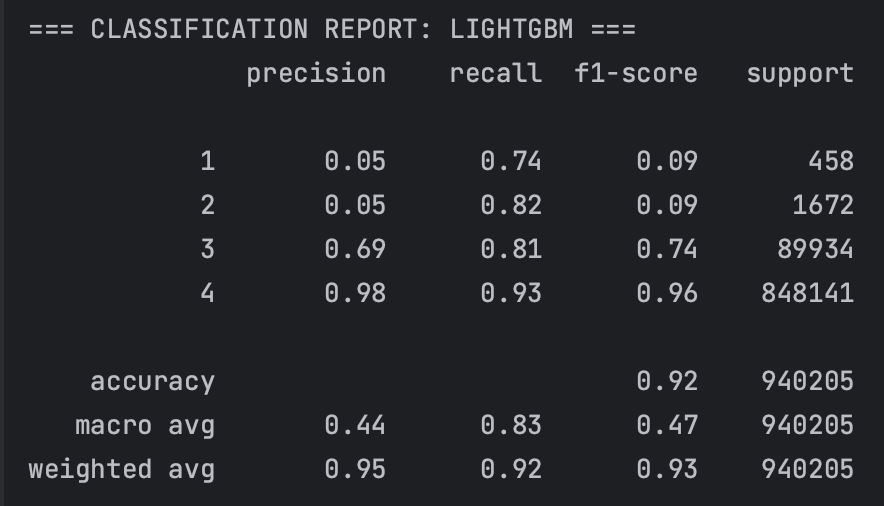 === CLASSIFICATION REPORT: LIGHTGBM ===
precision recall f1-score support
1 0.05 0.74 0.09 458
2 0.05 0.82 0.09 1672
3 0.69 0.81 0.74 89934
4 0.98 0.93 0.96 848141
accuracy 0.92 940205
macro avg 0.44 0.83 0.47 940205
weighted avg 0.95 0.92 0.93 940205